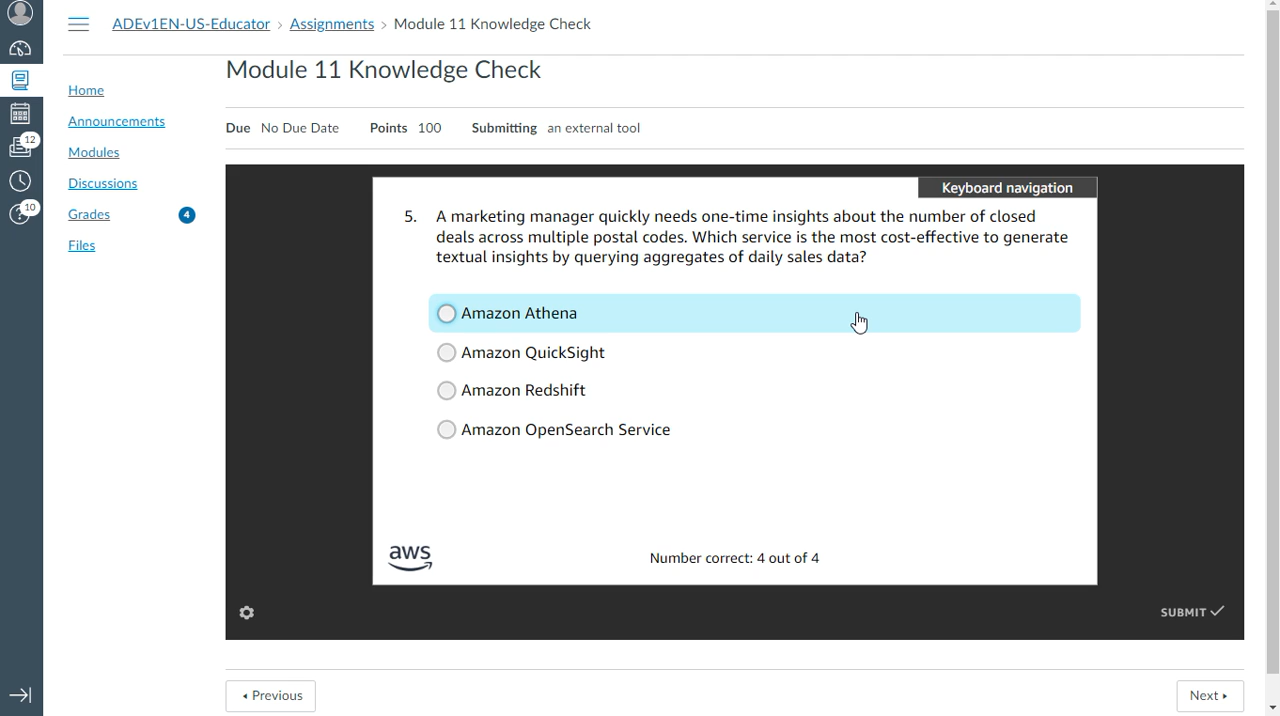 ADEv1EN-US-Educator › Assignments › Module 11 Knowledge Check
Module 11 Knowledge Check
Home
Announcements
Modules
Discussions
Grades 4
Files
12
10
Due No Due Date Points 100 Submitting an external tool
Keyboard navigation
5. A marketing manager quickly needs one-time insights about the number of closed
deals across multiple postal codes. Which service is the most cost-effective to generate
textual insights by querying aggregates of daily sales data?
Amazon Athena
Amazon QuickSight
Amazon Redshift
Amazon OpenSearch Service
aws
Number correct: 4 out of 4
SUBMIT
Previous
Next